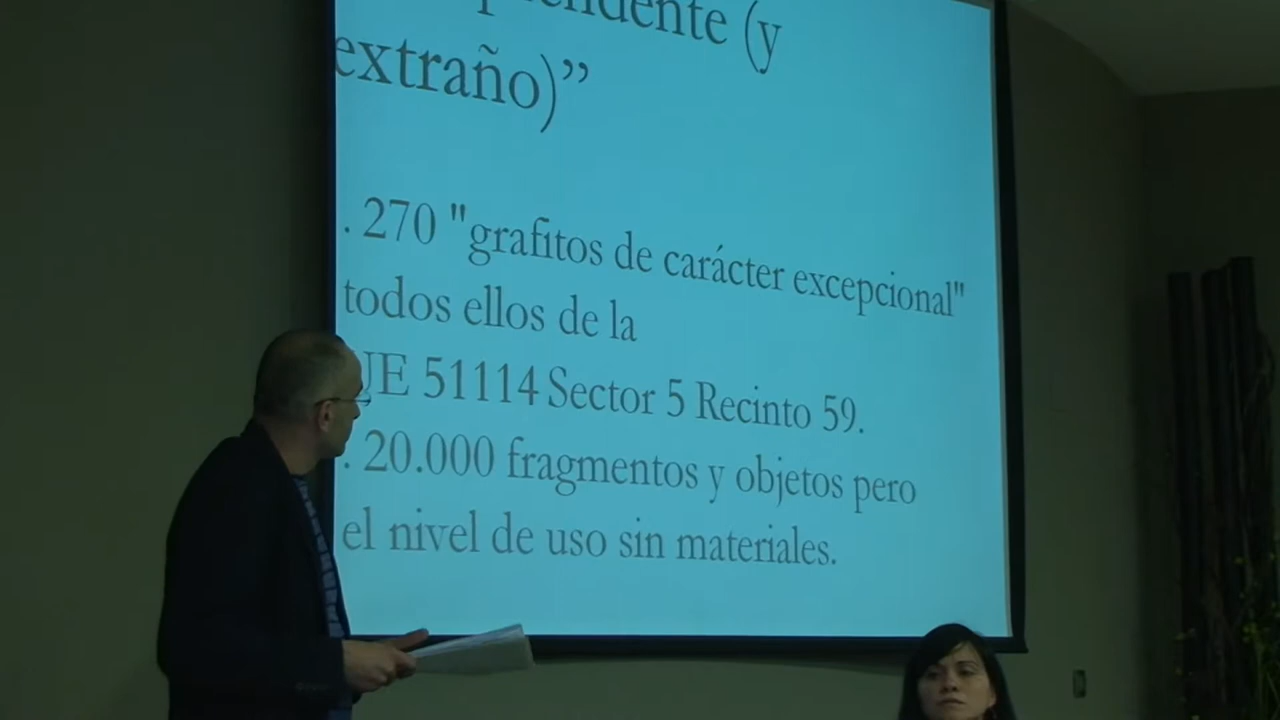 (y
extraño)”
. 270 "grafitos de carácter excepcional"
todos ellos de la
UE 51114 Sector 5 Recinto 59.
. 20.000 fragmentos y objetos pero
el nivel de uso sin materiales.